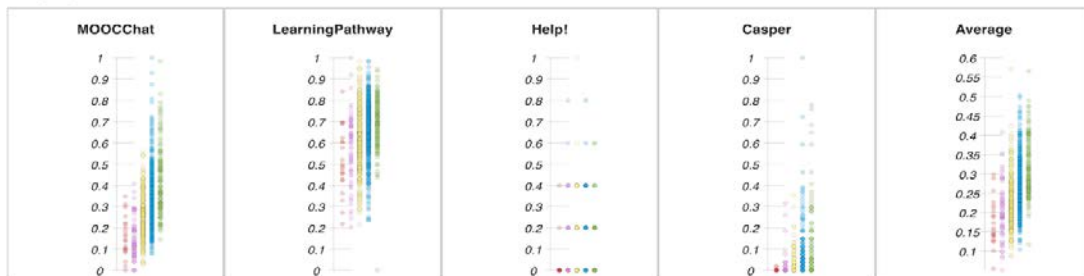 MOOCChat LearningPathway Help! Casper Average
1 1 1 1 0.6
0.9 0.9 0.9 0.9 0.55
0.8 0.8 0.8 0.8 0.5
0.7 0.7 0.7 0.7 0.45
0.6 0.6 0.6 0.6 0.4
0.5 0.5 0.5 0.5 0.35
0.4 0.4 0.4 0.4 0.3
0.3 0.3 0.3 0.3 0.25
0.2 0.2 0.2 0.2 0.2
0.1 0.1 0.1 0.1 0.15
0 0 0 0 0.1